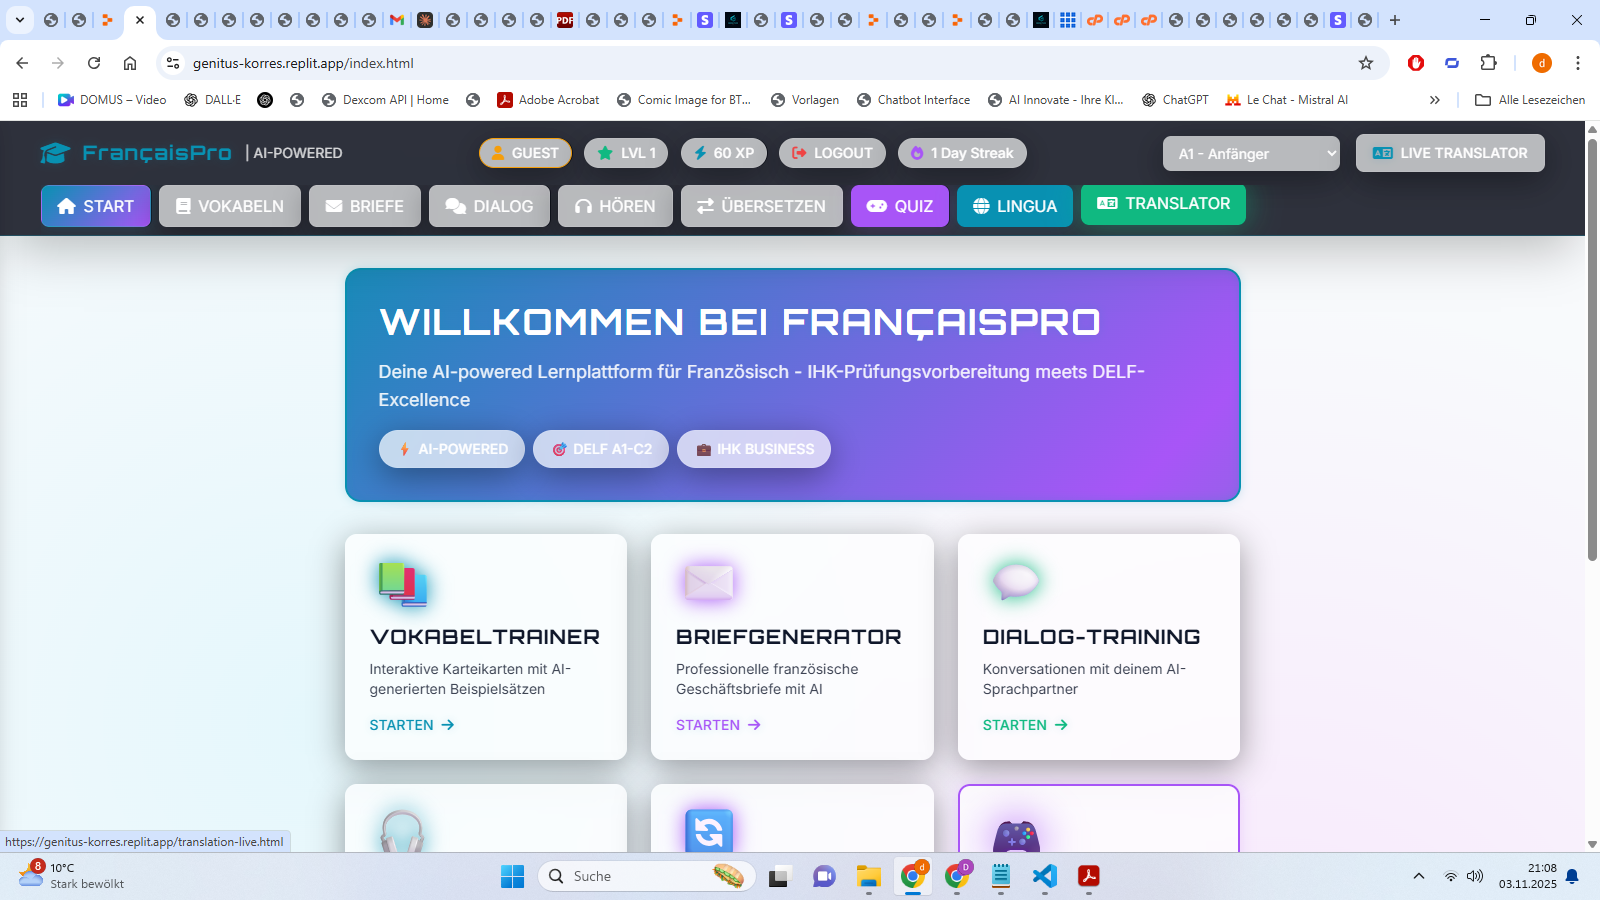 genitus-korres.replit.app/index.html
d
DOMUS – Video
DALL·E
Dexcom API | Home
Adobe Acrobat
Comic Image for BT...
Vorlagen
Chatbot Interface
AI Innovate - Ihre KI...
ChatGPT
Le Chat - Mistral AI
Alle Lesezeichen
FrançaisPro | AI-POWERED
GUEST
LVL 1
60 XP
LOGOUT
1 Day Streak
A1 - Anfänger
LIVE TRANSLATOR
START
VOKABELN
BRIEFE
DIALOG
HÖREN
ÜBERSETZEN
QUIZ
LINGUA
TRANSLATOR
WILLKOMMEN BEI FRANÇAISPRO
Deine AI-powered Lernplattform für Französisch - IHK-Prüfungsvorbereitung meets DELF-
Excellence
AI-POWERED
DELF A1-C2
IHK BUSINESS
VOKABELTRAINER
Interaktive Karteikarten mit AI-
generierten Beispielsätzen
STARTEN
BRIEFGENERATOR
Professionelle französische
Geschäftsbriefe mit AI
STARTEN
DIALOG-TRAINING
Konversationen mit deinem AI-
Sprachpartner
STARTEN
https://genitus-korres.replit.app/translation-live.html
8
10°C
Stark bewölkt
Suche
d
D
21:08
03.11.2025